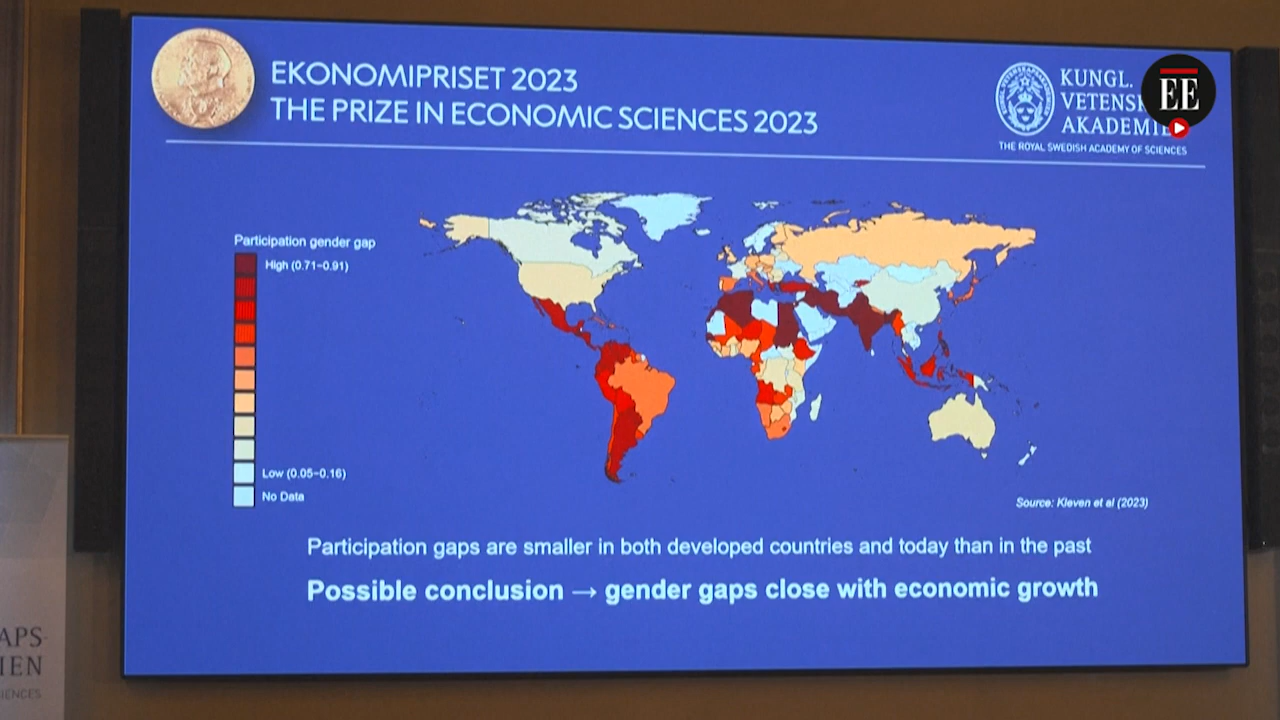 EKONOMIPRISET 2023
THE PRIZE IN ECONOMIC SCIENCES 2023
KUNGL.
AKADEMIE
THE ROYAL SWEDISH ACADEMY OF SCIENCES
EE
Participation gender gap
High (0.71–0.91)
Low (0.05–0.16)
No Data
Source: Kleven et al (2023)
Participation gaps are smaller in both developed countries and today than in the past
Possible conclusion → gender gaps close with economic growth
APS-
IEN
IENCES